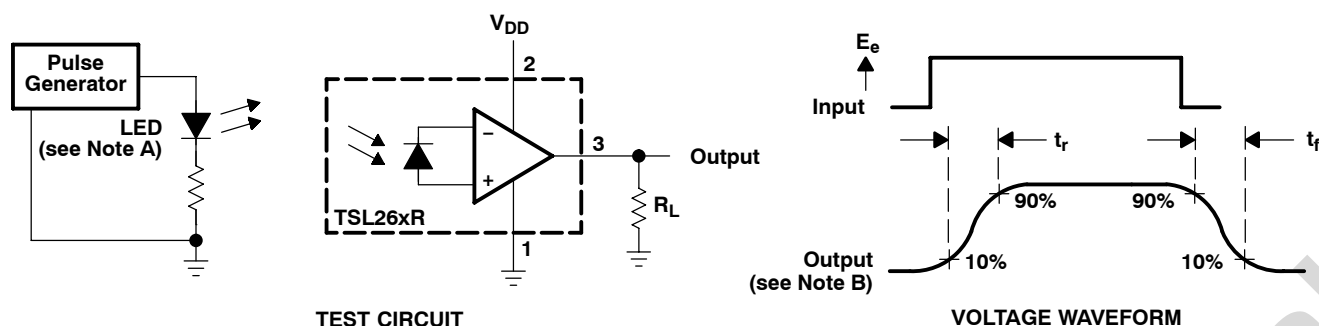 Pulse
Generator
LED
(see Note A)
V_DD
2
−
+
3
Output
R_L
TSL26xR
1
TEST CIRCUIT
E_e
Input
t_r
t_f
90%
90%
Output
(see Note B)
10%
10%
VOLTAGE WAVEFORM